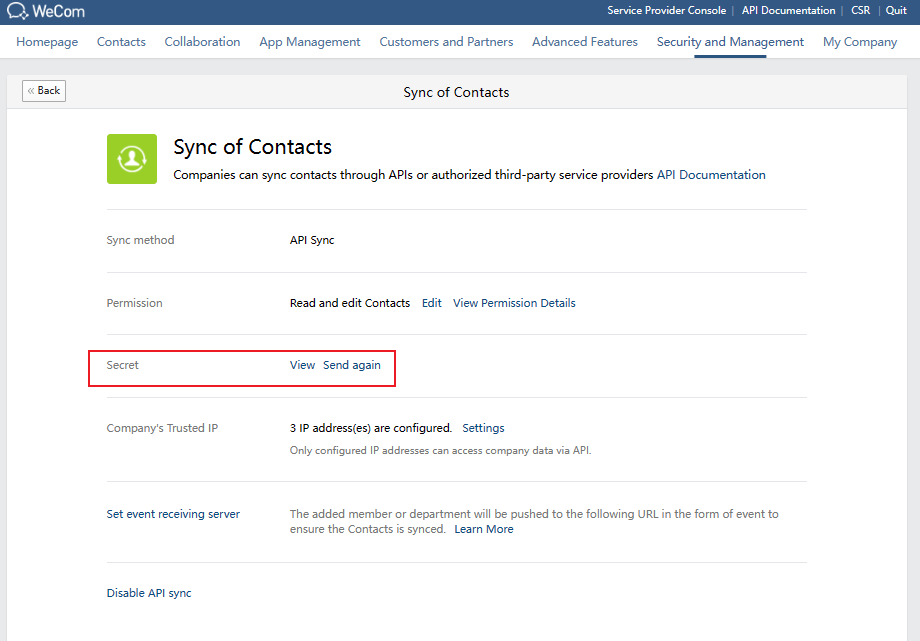 WeCom
Service Provider Console | API Documentation | CSR | Quit
Homepage Contacts Collaboration App Management Customers and Partners Advanced Features Security and Management My Company
« Back
Sync of Contacts
Sync of Contacts
Companies can sync contacts through APIs or authorized third-party service providers API Documentation
Sync method API Sync
Permission Read and edit Contacts Edit View Permission Details
Secret View Send again
Company's Trusted IP 3 IP address(es) are configured. Settings
Only configured IP addresses can access company data via API.
Set event receiving server The added member or department will be pushed to the following URL in the form of event to
ensure the Contacts is synced. Learn More
Disable API sync